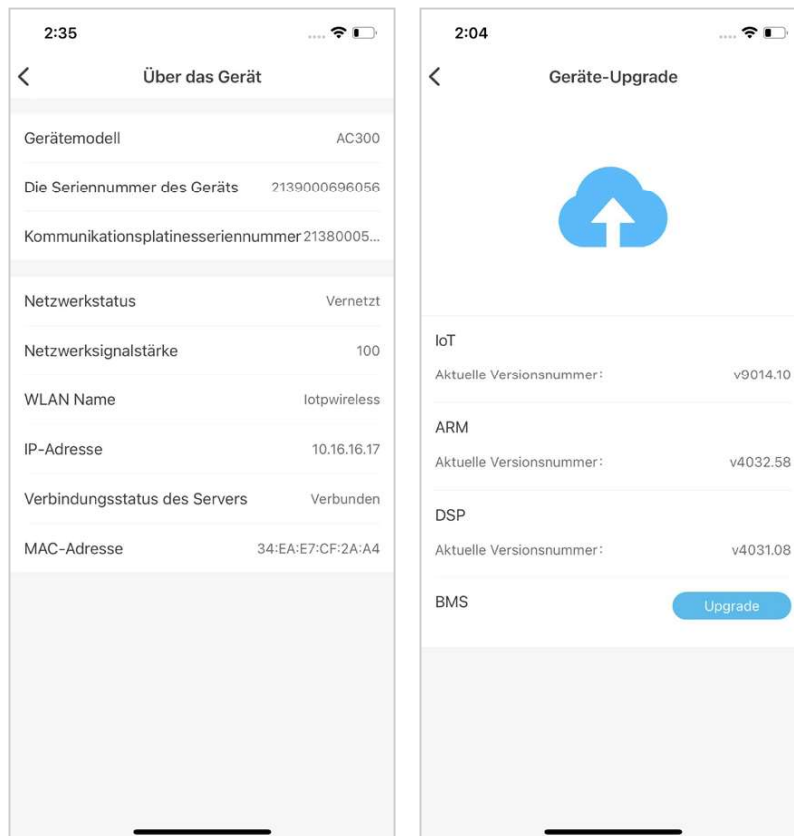 2:35
Über das Gerät
Gerätemodell AC300
Die Seriennummer des Geräts 2139000696056
Kommunikationsplatinesseriennummer 21380005...
Netzwerkstatus Vernetzt
Netzwerksignalstärke 100
WLAN Name Iotpwireless
IP-Adresse 10.16.16.17
Verbindungsstatus des Servers Verbunden
MAC-Adresse 34:EA:E7:CF:2A:A4
2:04
Geräte-Upgrade
IoT
Aktuelle Versionsnummer: v9014.10
ARM
Aktuelle Versionsnummer: v4032.58
DSP
Aktuelle Versionsnummer: v4031.08
BMS Upgrade